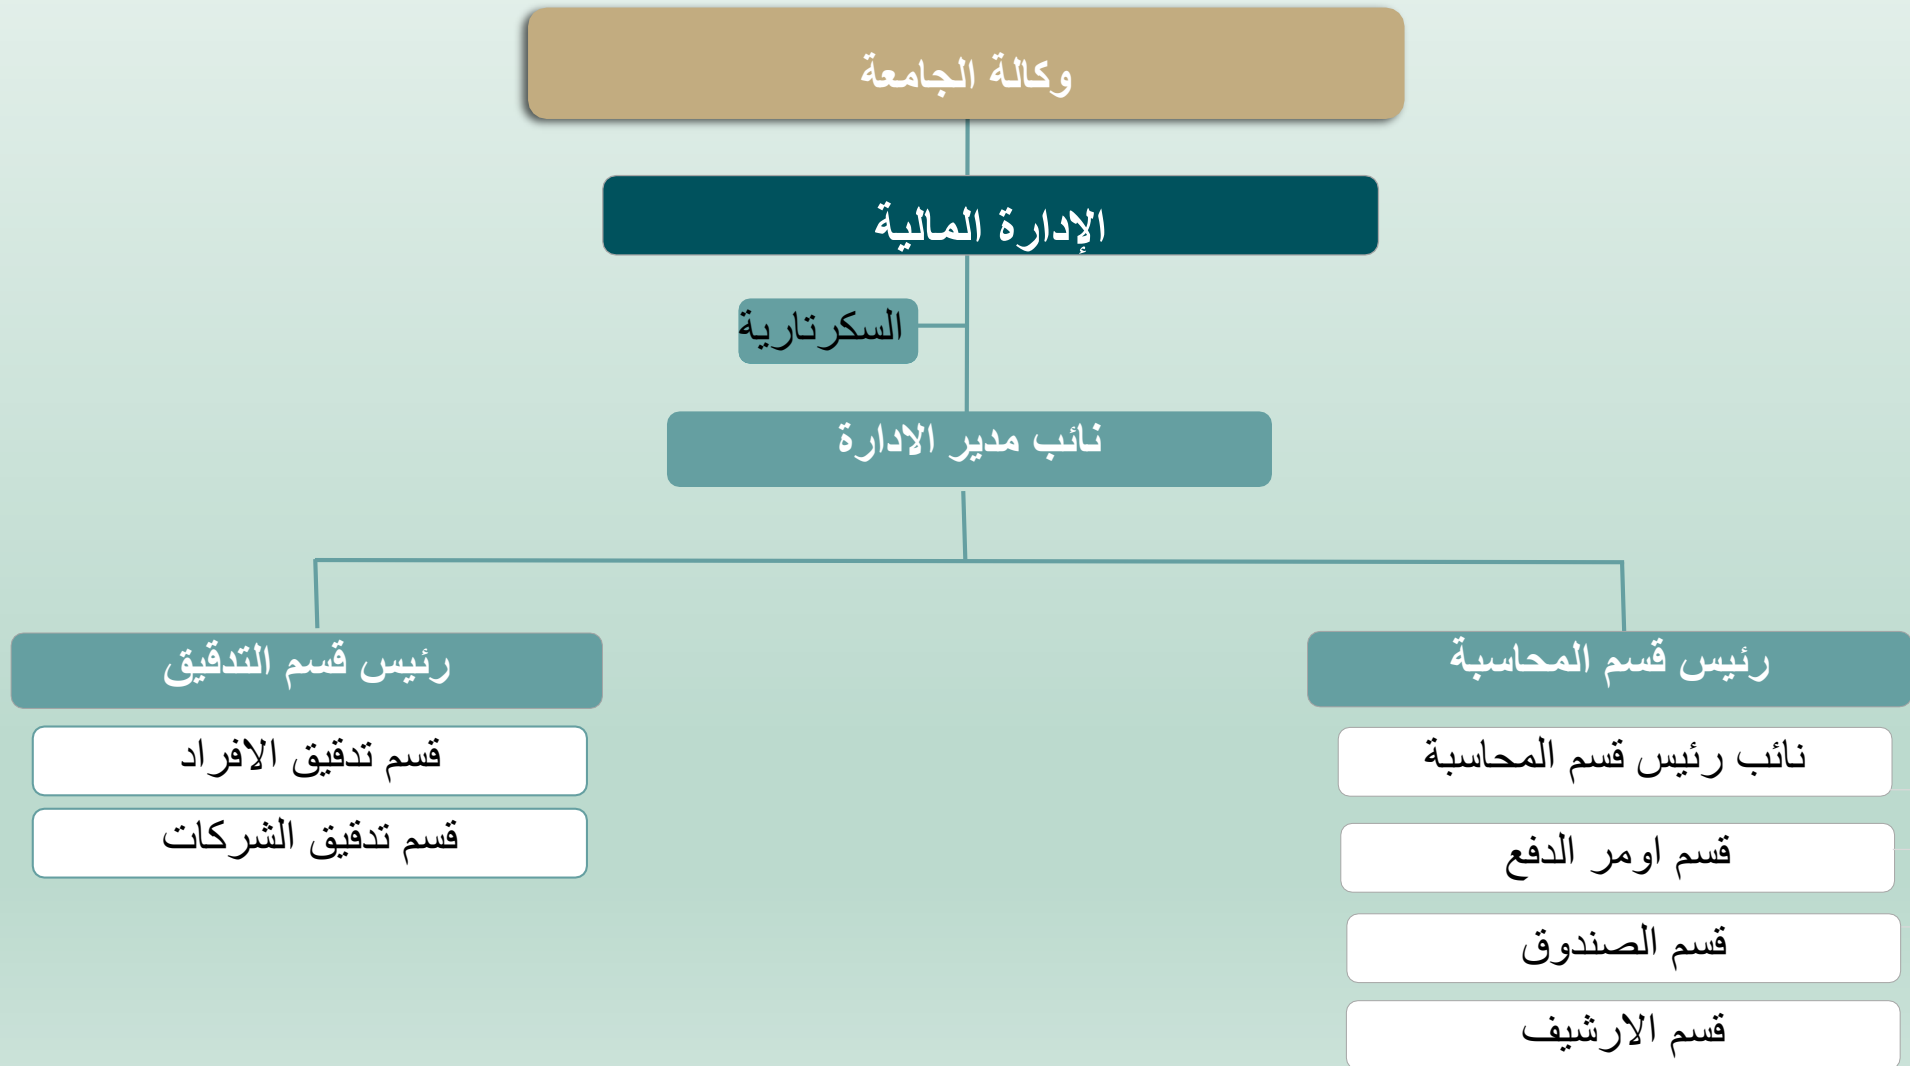 وكالة الجامعة
الإدارة المالية
السكرتارية
نائب مدير الادارة
رئيس قسم المحاسبة
نائب رئيس قسم المحاسبة
قسم اومر الدفع
قسم الصندوق
قسم الارشيف
رئيس قسم التدقيق
قسم تدقيق الافراد
قسم تدقيق الشركات